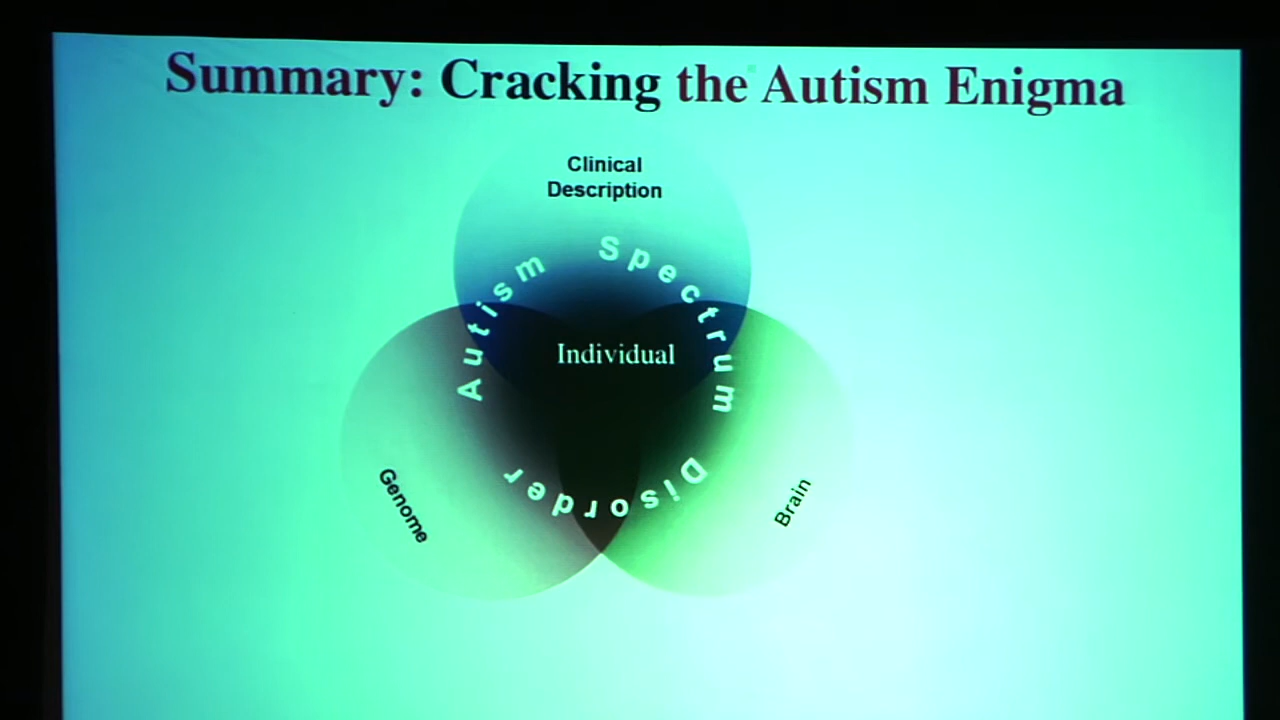 Summary: Cracking the Autism Enigma
Clinical
Description
Autism Spectrum Disorder
Individual
Genome
Brain